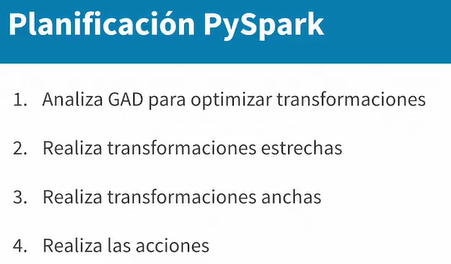 Planificación PySpark
1. Analiza GAD para optimizar transformaciones
2. Realiza transformaciones estrechas
3. Realiza transformaciones anchas
4. Realiza las acciones